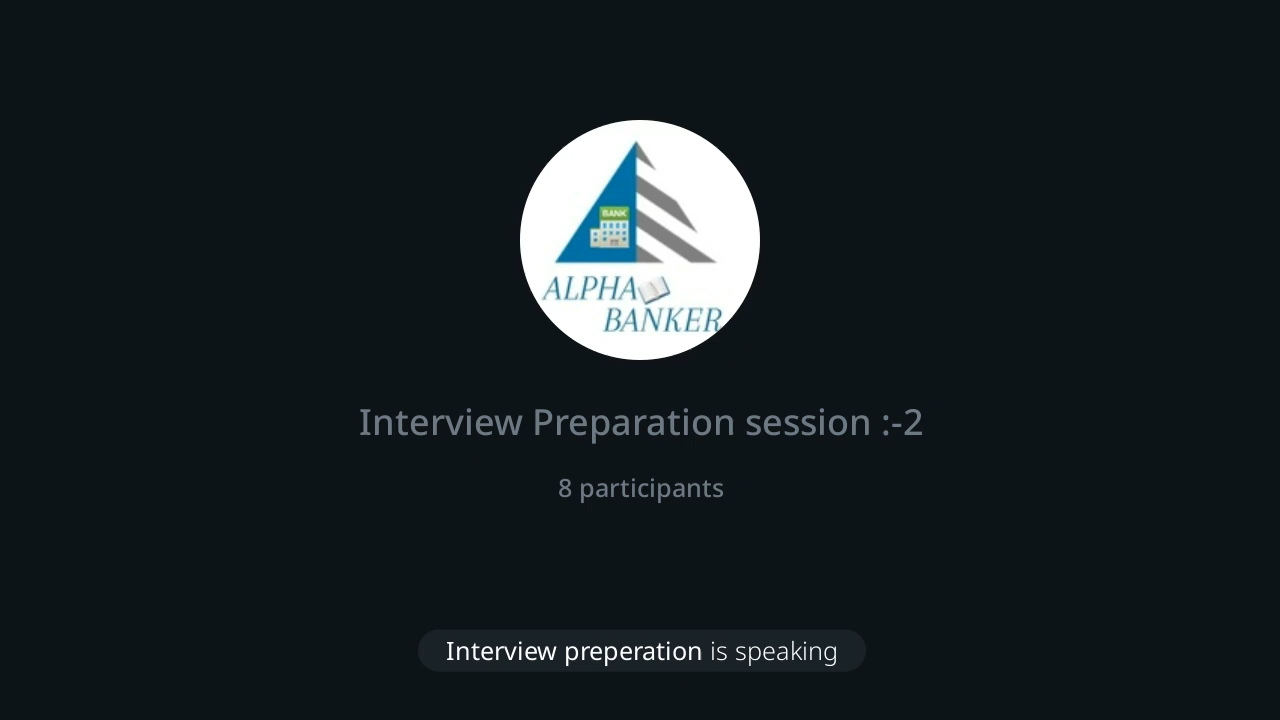 BANK
ALPHA
BANKER
Interview Preparation session :-2
8 participants
Interview preperation is speaking